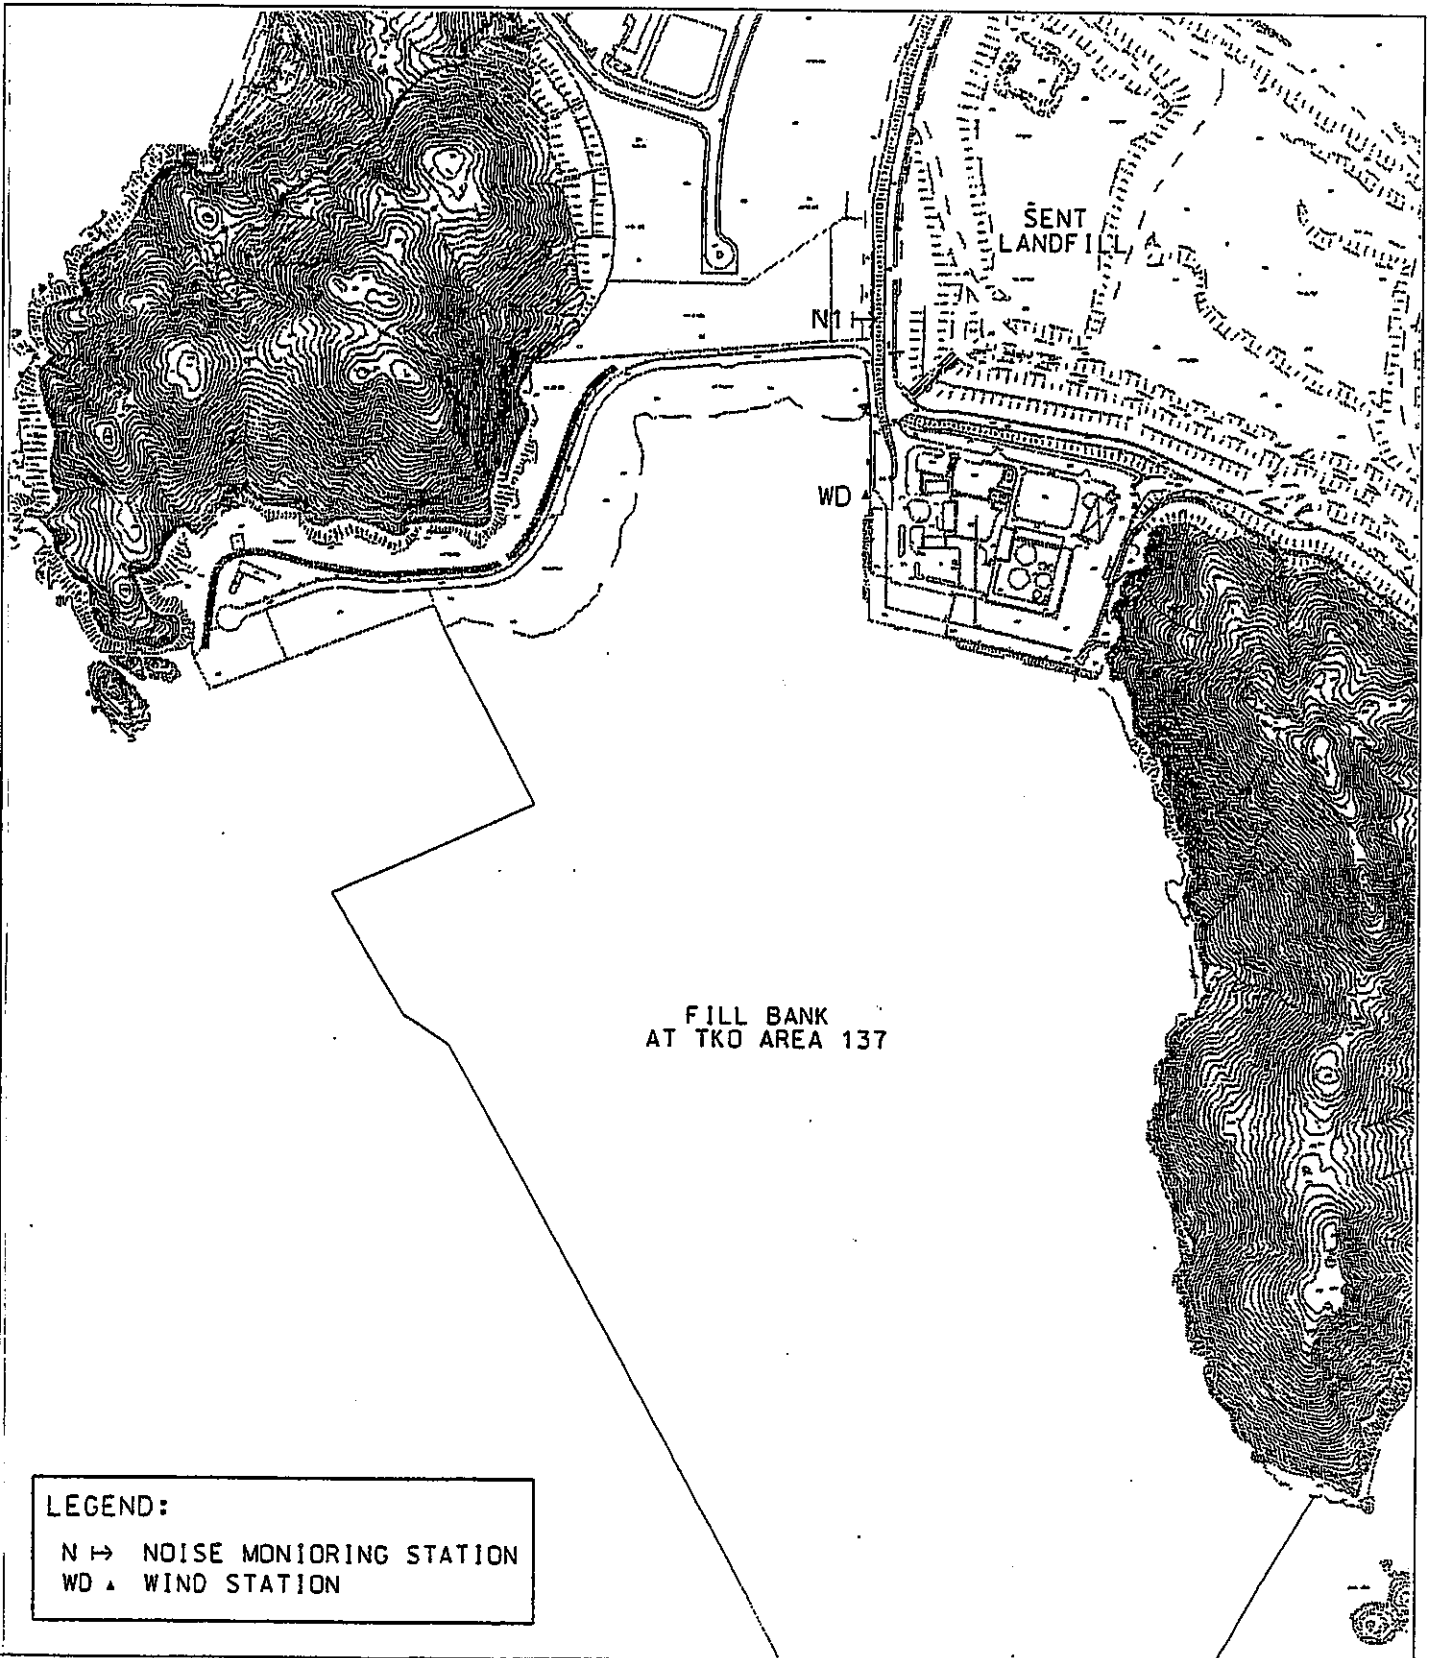 SENT
LANDFILL
N1
WD
FILL BANK
AT TKO AREA 137
LEGEND:
N ↦ NOISE MONIORING STATION
WD ▲ WIND STATION